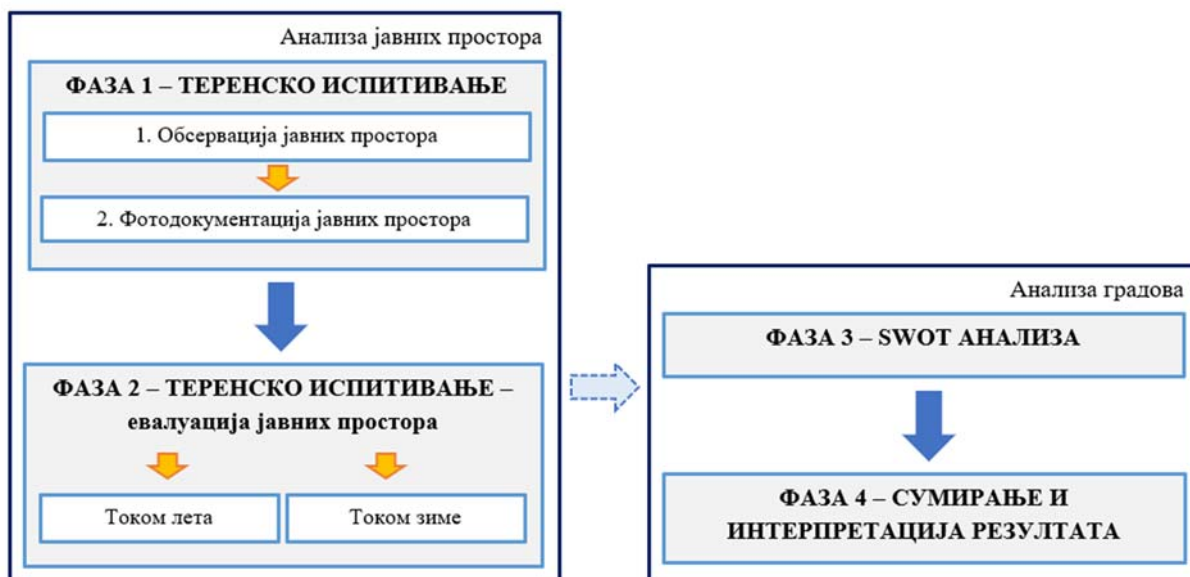 Анализа јавних простора
ФАЗА 1 – ТЕРЕНСКО ИСПИТИВАЊЕ
1. Обсервација јавних простора
2. Фотодокументација јавних простора
ФАЗА 2 – ТЕРЕНСКО ИСПИТИВАЊЕ –
евалуација јавних простора
Током лета
Током зиме
Анализа градова
ФАЗА 3 – SWOT АНАЛИЗА
ФАЗА 4 – СУМИРАЊЕ И
ИНТЕРПРЕТАЦИЈА РЕЗУЛТАТА